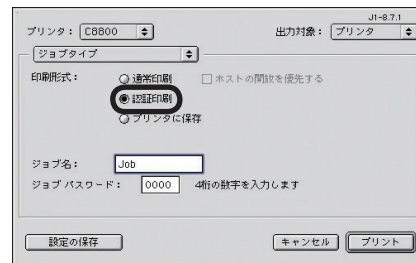 J1-8.7.1
プリンタ： C8800 出力対象： プリンタ
ジョブタイプ
印刷形式： 通常印刷 ホストの閲数を優先する
認証印刷
プリンタに保存
ジョブ名： Job
ジョブ パスワード： 0000 4桁の数字を入力します
設定の保存 キャンセル プリント